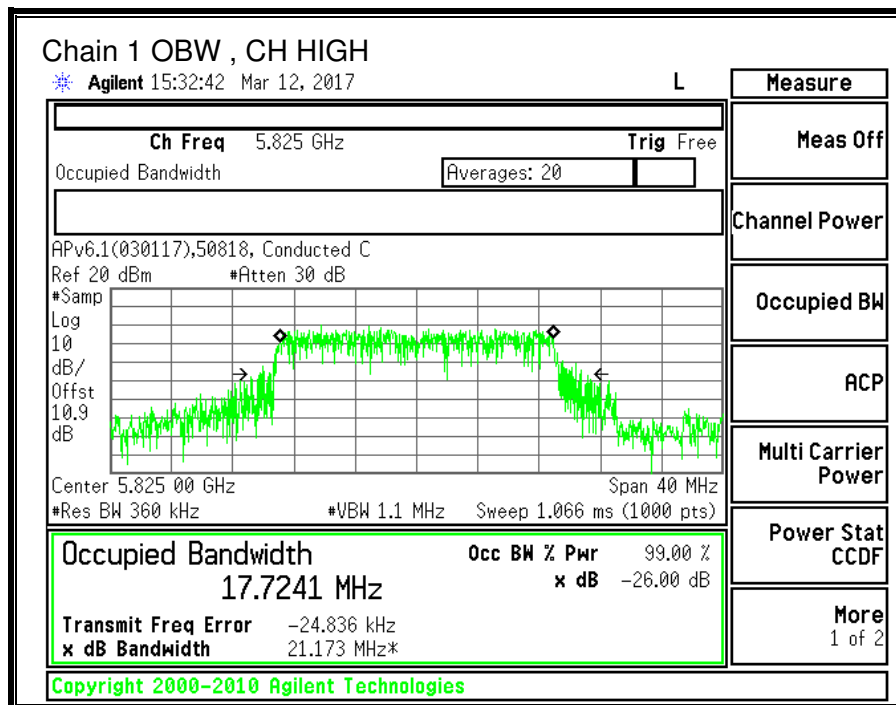 Chain 1 OBW , CH HIGH
Agilent 15:32:42 Mar 12, 2017 L
Measure
Ch Freq 5.825 GHz Trig Free
Meas Off
Occupied Bandwidth Averages: 20
Channel Power
APv6.1(030117),50818, Conducted C
Ref 20 dBm #Atten 30 dB
#Samp
Log
10
dB/
Offst
10.9
dB
Occupied BW
ACP
Multi Carrier
Power
Center 5.825 00 GHz Span 40 MHz
#Res BW 360 kHz #VBW 1.1 MHz Sweep 1.066 ms (1000 pts)
Power Stat
CCDF
Occupied Bandwidth Occ BW % Pwr 99.00 %
17.7241 MHz x dB -26.00 dB
Transmit Freq Error -24.836 kHz
x dB Bandwidth 21.173 MHz*
More
1 of 2
Copyright 2000-2010 Agilent Technologies